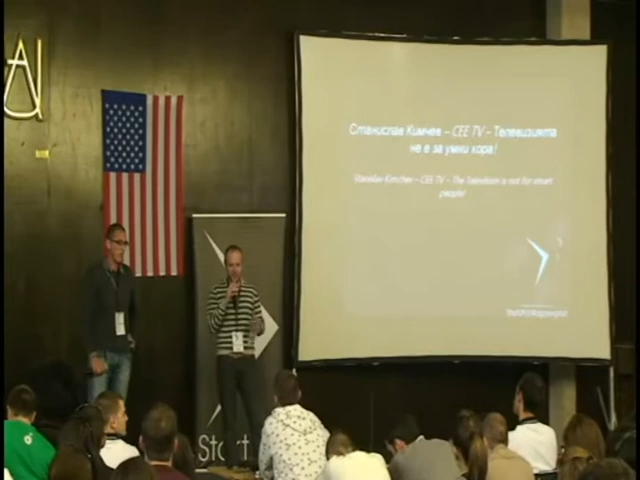 Станислав Кимчев – CEE TV – Телевизията
не е за умни хора!
Stanislav Kimchev – CEE TV – The Television is not for smart
people!
Start